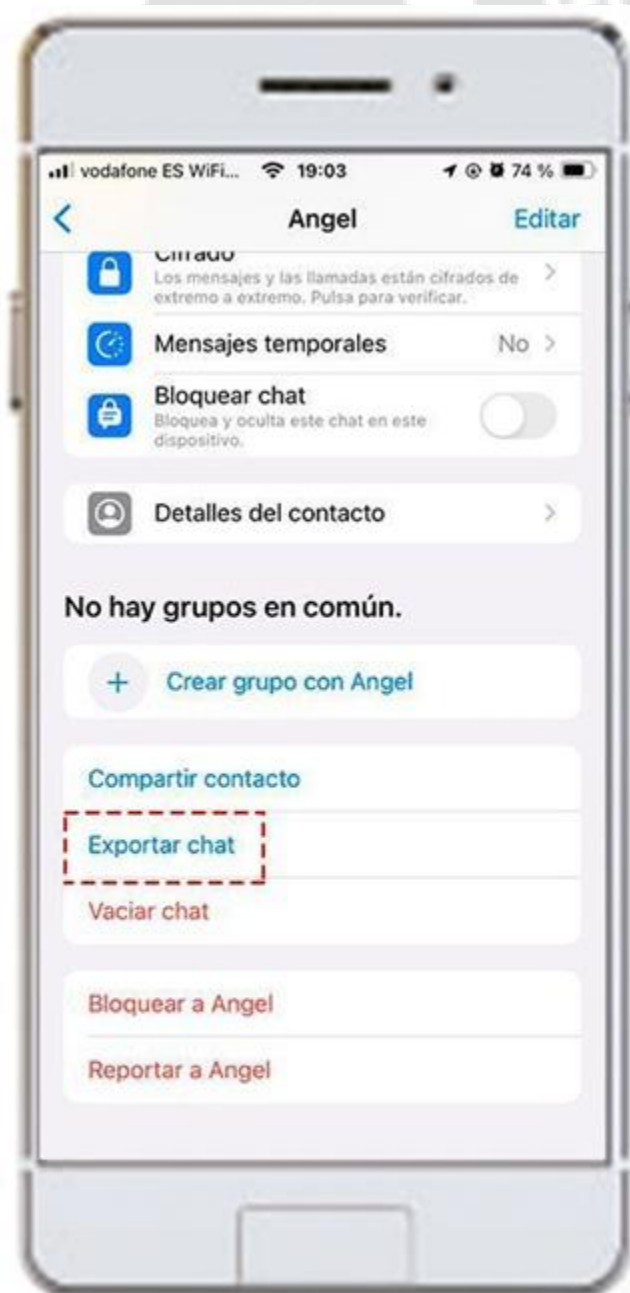 vodafone ES WiFi... 19:03 74 %
Angel Editar
Cifrado
Los mensajes y las llamadas están cifrados de
extremo a extremo. Pulsa para verificar.
Mensajes temporales No
Bloquear chat
Bloquea y oculta este chat en este
dispositivo.
Detalles del contacto
No hay grupos en común.
+ Crear grupo con Angel
Compartir contacto
Exportar chat
Vaciar chat
Bloquear a Angel
Reportar a Angel